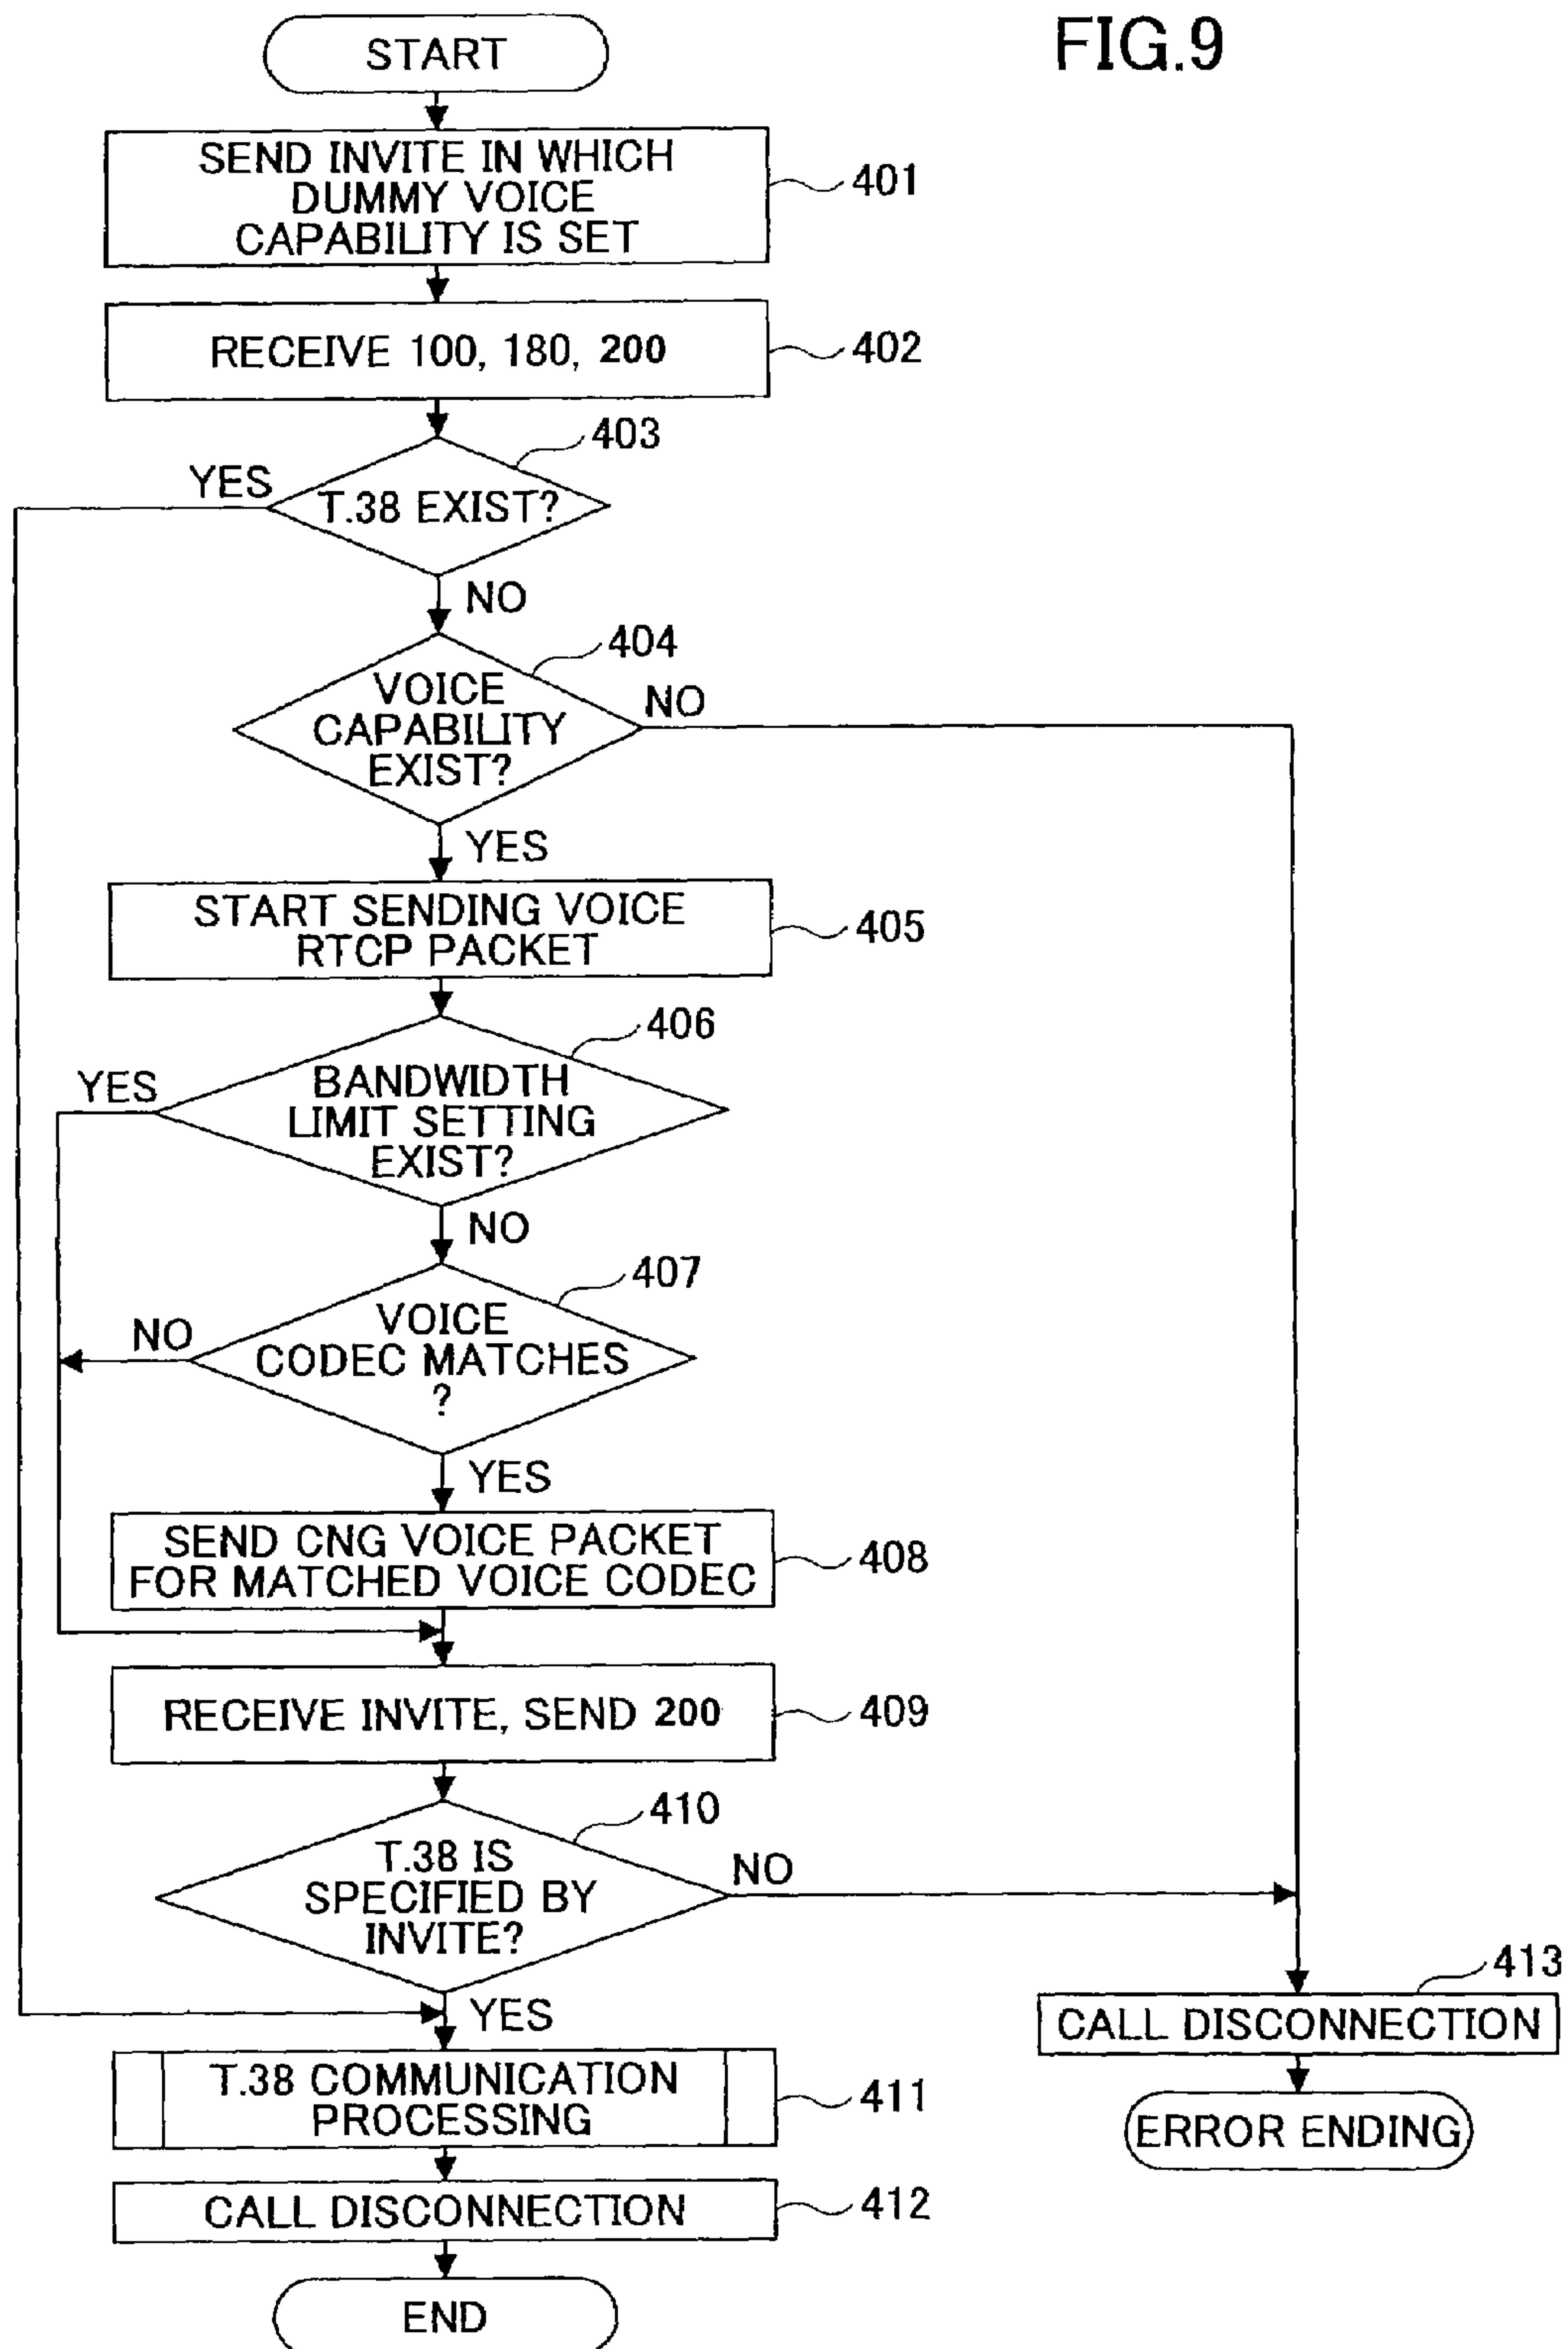 FIG.9
START
SEND INVITE IN WHICH
DUMMY VOICE
CAPABILITY IS SET
401
RECEIVE 100, 180, 200
402
403
YES
T.38 EXIST?
NO
404
VOICE
CAPABILITY
EXIST?
NO
YES
START SENDING VOICE
RTCP PACKET
405
406
YES
BANDWIDTH
LIMIT SETTING
EXIST?
NO
407
NO
VOICE
CODEC MATCHES
?
YES
SEND CNG VOICE PACKET
FOR MATCHED VOICE CODEC
408
RECEIVE INVITE, SEND 200
409
410
T.38 IS
SPECIFIED BY
INVITE?
NO
YES
413
CALL DISCONNECTION
ERROR ENDING
T.38 COMMUNICATION
PROCESSING
411
CALL DISCONNECTION
412
END